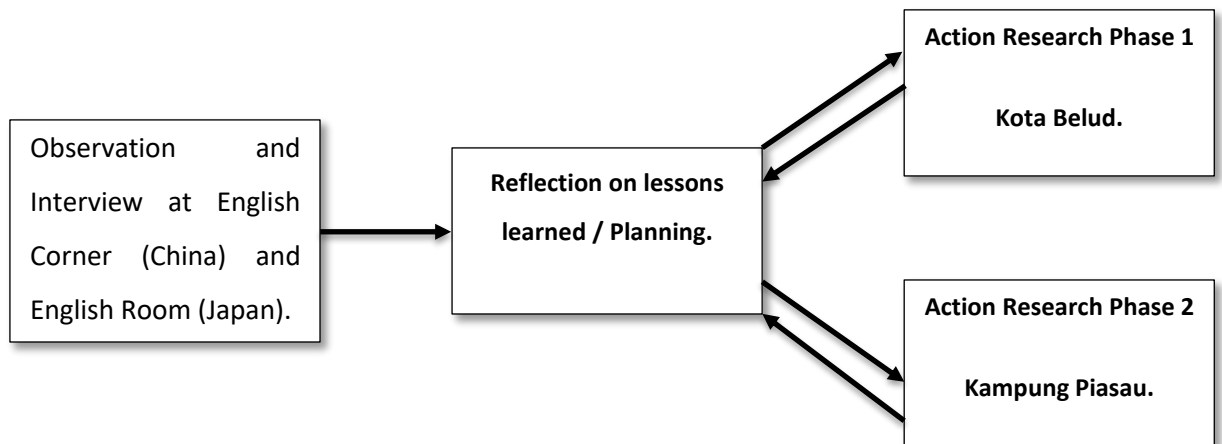 Observation and
Interview at English
Corner (China) and
English Room (Japan).
Reflection on lessons
learned / Planning.
Action Research Phase 1
Kota Belud.
Action Research Phase 2
Kampung Piasau.